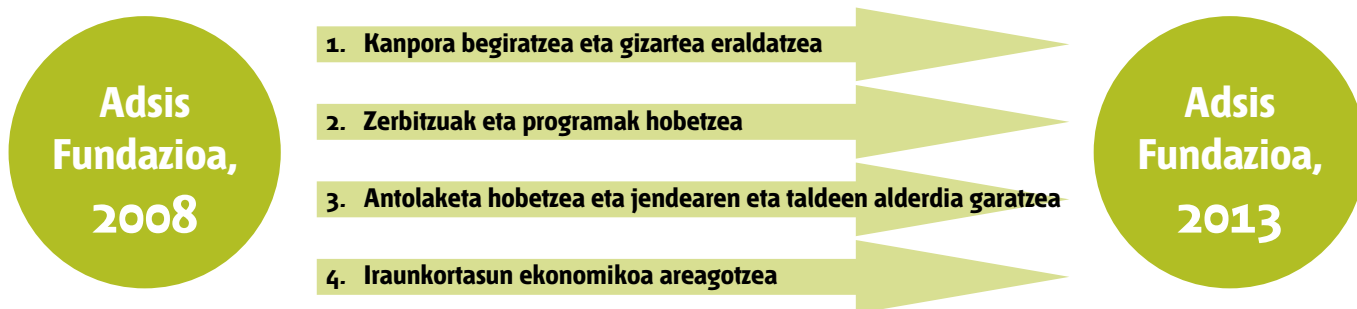 Adsis
Fundazioa,
2008
1. Kanpora begiratzea eta gizartea eraldatzea
2. Zerbitzuak eta programak hobetzea
3. Antolaketa hobetzea eta jendearen eta taldeen alderdia garatzea
4. Iraunkortasun ekonomikoa areagotzea
Adsis
Fundazioa,
2013